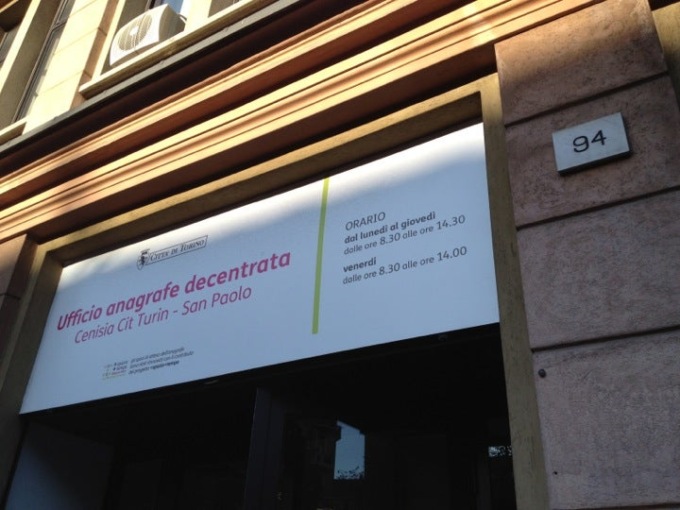 CITTÀ DI TORINO
Ufficio anagrafe decentrata
Cenisia Cit Turin - San Paolo
ORARIO
dal lunedì al giovedì
dalle ore 8.30 alle ore 14.30
venerdì
dalle ore 8.30 alle ore 14.00
94